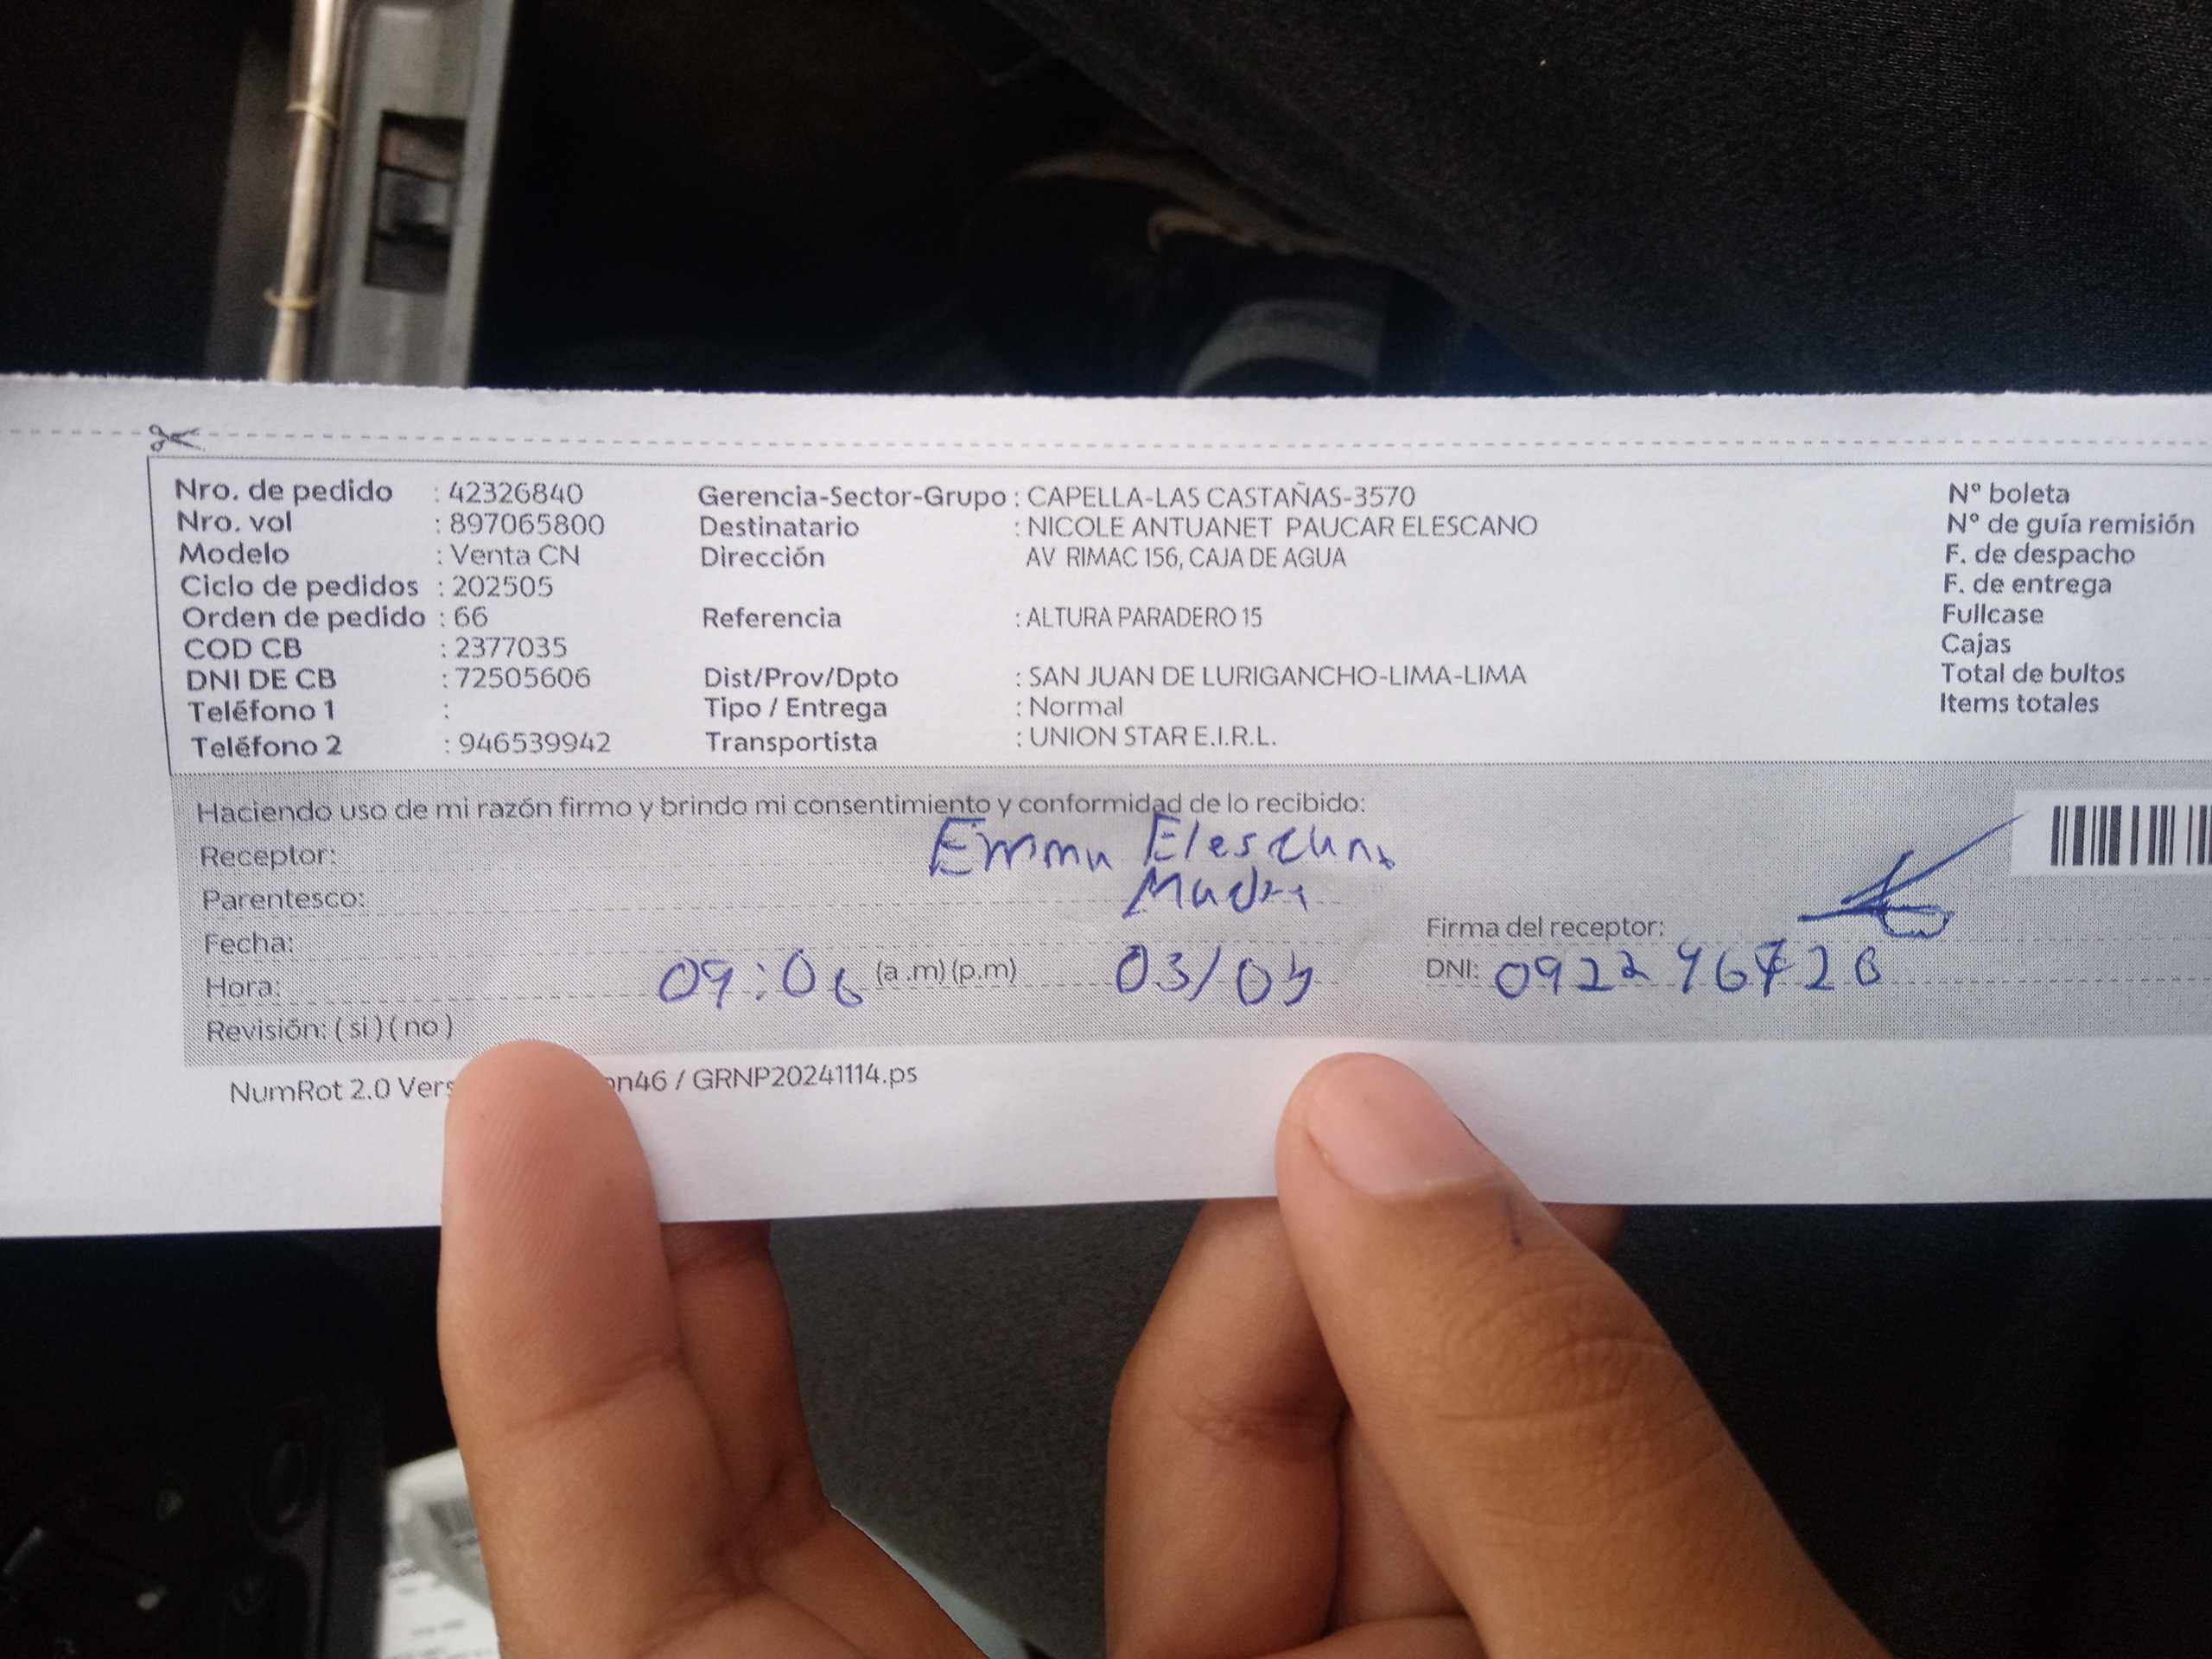 Nro. de pedido : 42326840 Gerencia-Sector-Grupo : CAPELLA-LAS CASTAÑAS-3570 N° boleta
Nro. vol : 897065800 Destinatario : NICOLE ANTUANET PAUCAR ELESCANO N° de guía remisión
Modelo : Venta CN Dirección AV RIMAC 156, CAJA DE AGUA F. de despacho
Ciclo de pedidos : 202505 F. de entrega
Orden de pedido : 66 Referencia : ALTURA PARADERO 15 Fullcase
COD CB : 2377035 Cajas
DNI DE CB : 72505606 Dist/Prov/Dpto : SAN JUAN DE LURIGANCHO-LIMA-LIMA Total de bultos
Teléfono 1 : Tipo / Entrega : Normal Items totales
Teléfono 2 : 946539942 Transportista : UNION STAR E.I.R.L.
Haciendo uso de mi razón firmo y brindo mi consentimiento y conformidad de lo recibido:
Receptor: Emma Elescano
Parentesco: Madre
Fecha: Firma del receptor:
Hora: 09:06 (a.m) (p.m) 03/04 DNI:
Revisión: ( si ) ( no )
NumRot 2.0 / GRNP20241114.ps